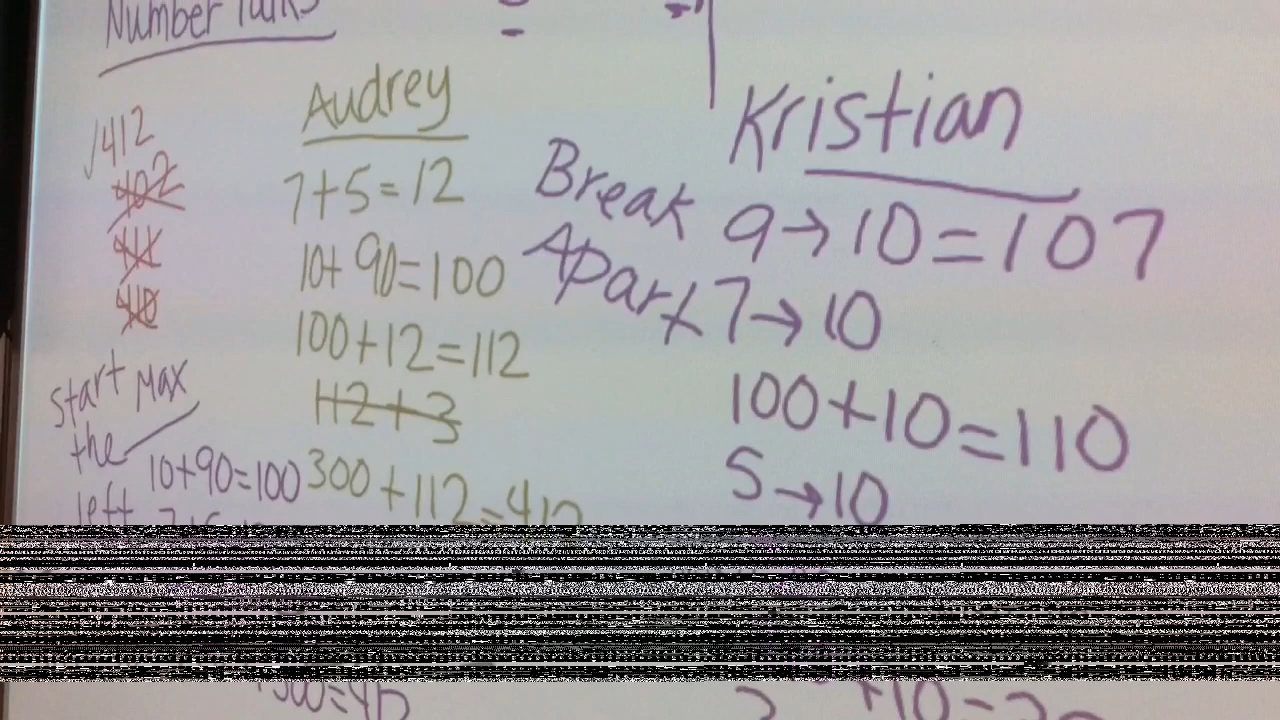 Number Talks
√412
402
411
410
Start Max
the
left
10+90=100
Audrey
7+5=12
10+90=100
100+12=112
112+3
300+112=412
Break
Apart
Kristian
9→10=107
7→10
100+10=110
5→10